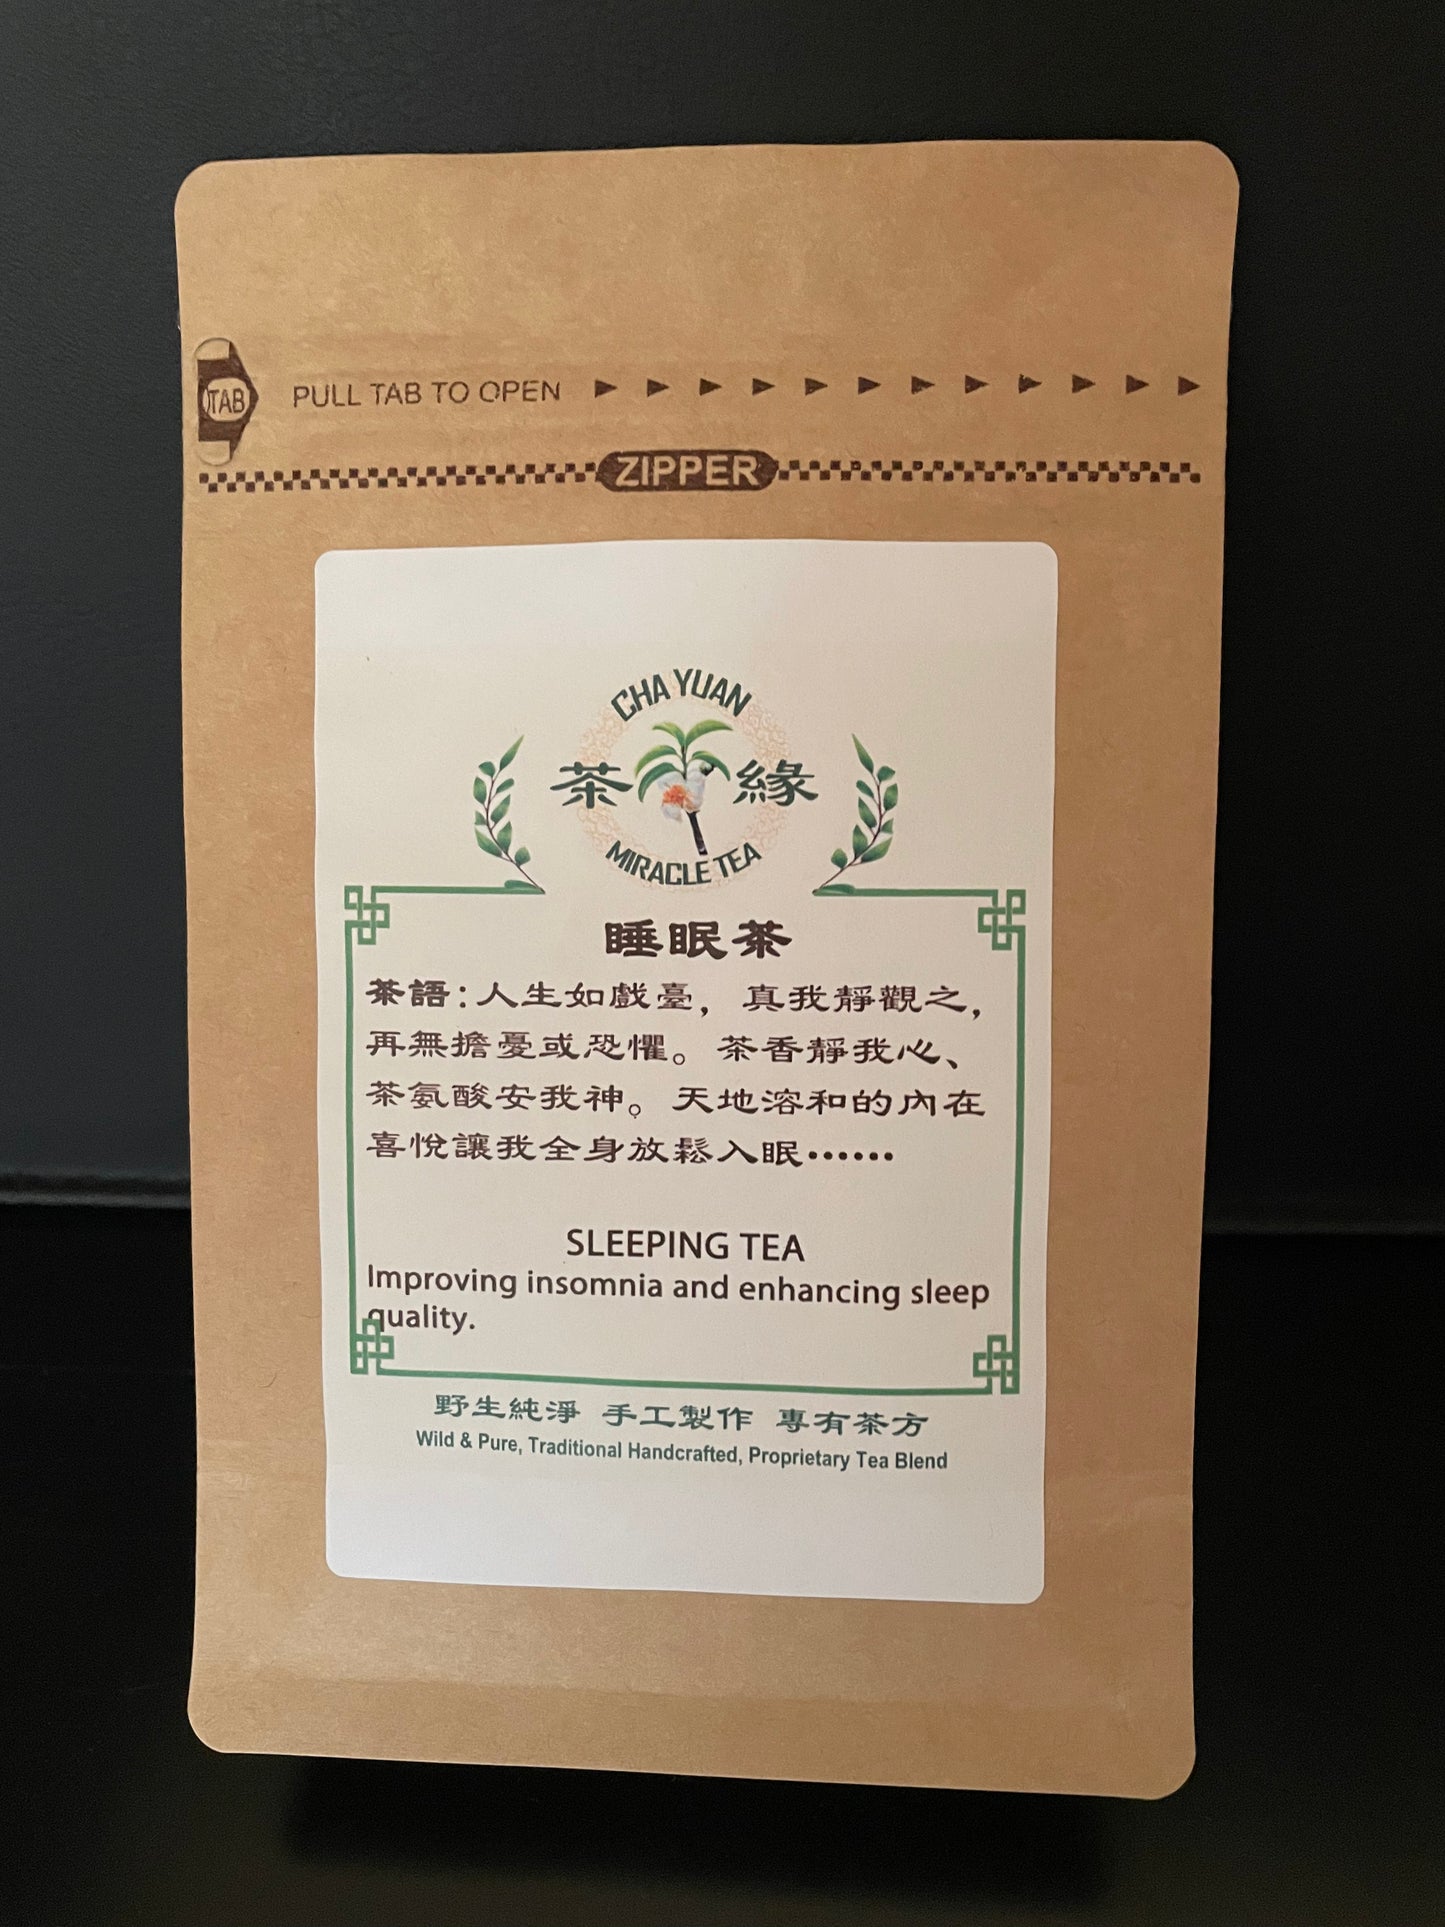 TAB
PULL TAB TO OPEN
ZIPPER
CHA YUAN
茶緣
MIRACLE TEA
睡眠茶
茶語:人生如戲臺，真我靜觀之，
再無擔憂或恐懼。茶香靜我心、
茶氨酸安我神。天地溶和的內在
喜悅讓我全身放鬆入眠……
SLEEPING TEA
Improving insomnia and enhancing sleep
quality.
野生純淨 手工製作 專有茶方
Wild & Pure, Traditional Handcrafted, Proprietary Tea Blend